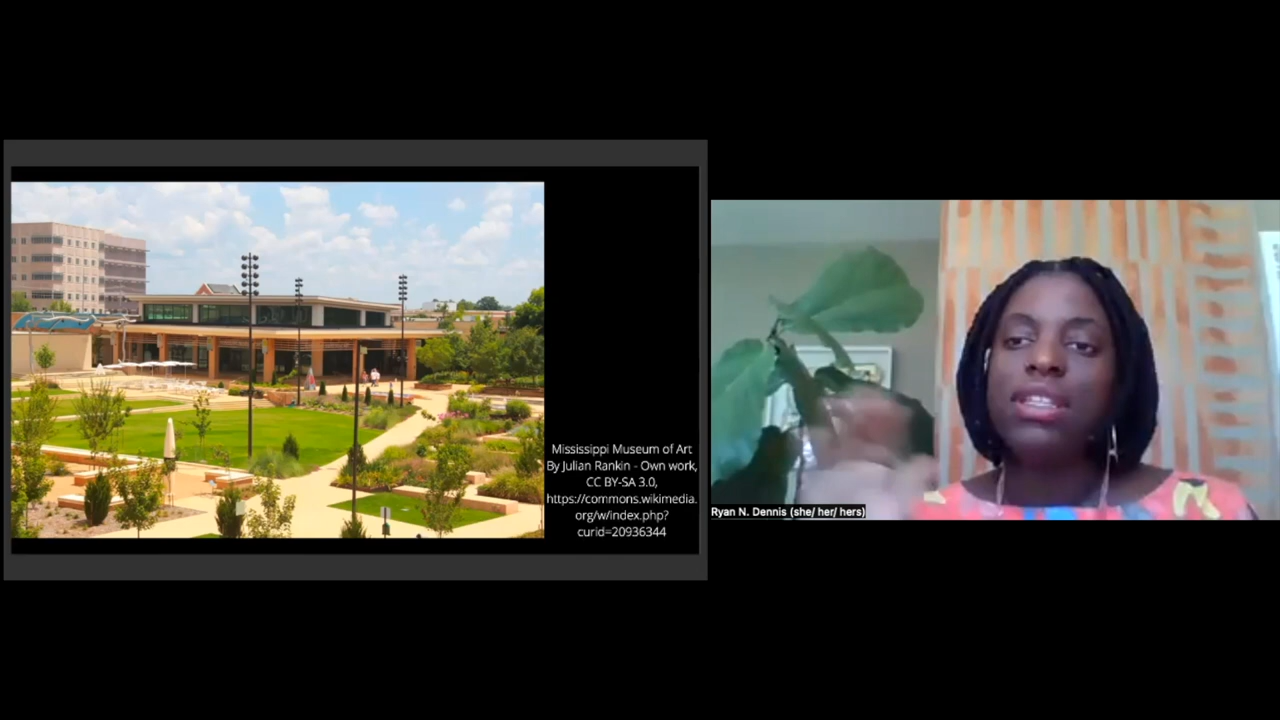 Mississippi Museum of Art
By Julian Rankin - Own work,
CC BY-SA 3.0,
https://commons.wikimedia.
org/w/index.php?
curid=20936344
Ryan N. Dennis (she/ her/ hers)